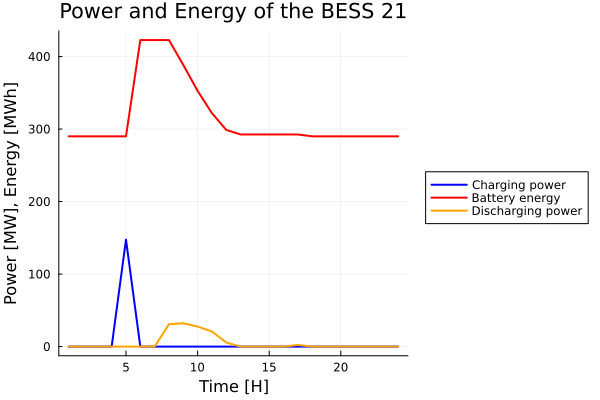 Power and Energy of the BESS 21
Power [MW], Energy [MWh]
400
300
200
100
0
5
10
15
20
Time [H]
Charging power
Battery energy
Discharging power